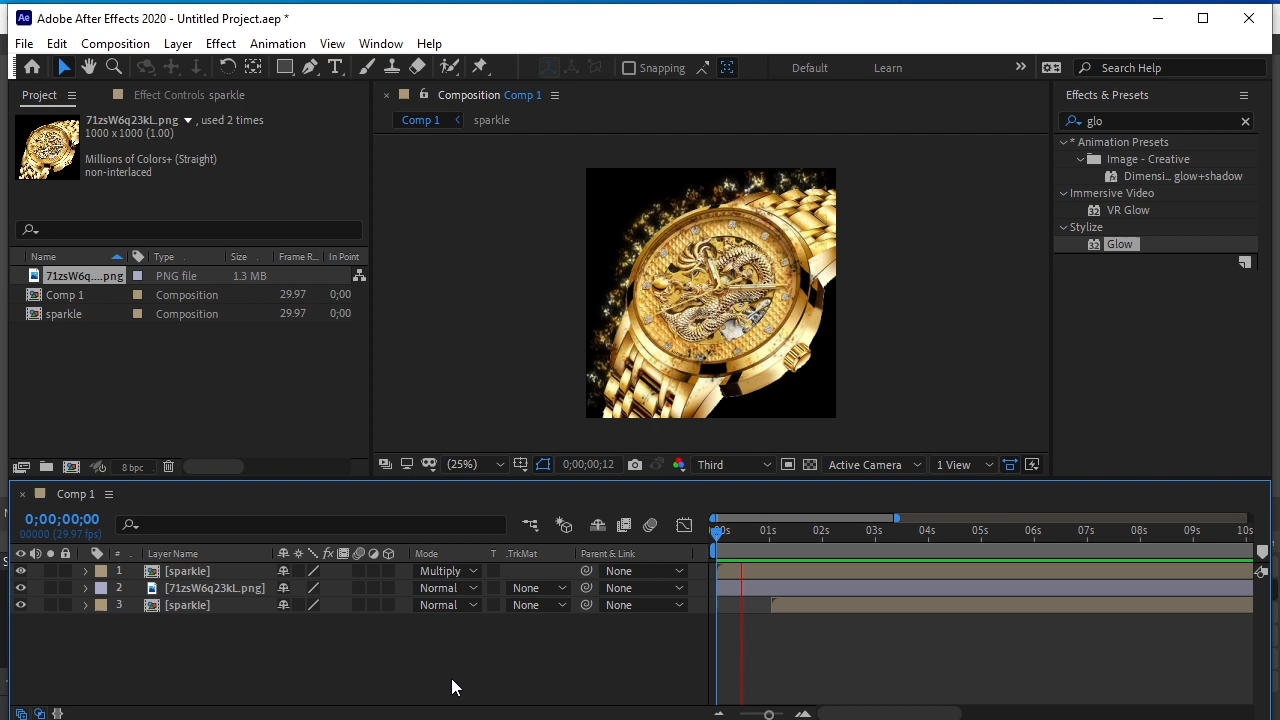 Ae Adobe After Effects 2020 - Untitled Project.aep *
File Edit Composition Layer Effect Animation View Window Help
Snapping Default Learn » Search Help
Project Effect Controls sparkle
71zsW6q23kL.png , used 2 times
1000 x 1000 (1.00)
Millions of Colors+ (Straight)
non-interlaced
Name Type Size Frame R... In Point
71zsW6q....png PNG file 1.3 MB
Comp 1 Composition 29.97 0;00
sparkle Composition 29.97 0;00
8 bpc
× Composition Comp 1
Comp 1 sparkle
(25%) 0;00;00;12 Third Active Camera 1 View
Effects & Presets
glo
* Animation Presets
Image - Creative
Dimensi... glow+shadow
Immersive Video
VR Glow
Stylize
Glow
× Comp 1
0;00;00;00
00000 (29.97 fps)
01s 02s 03s 04s 05s 06s 07s 08s 09s 10s
# Layer Name fx Mode T .TrkMat Parent & Link
1 [sparkle] Multiply None
2 [71zsW6q23kL.png] Normal None None
3 [sparkle] Normal None None